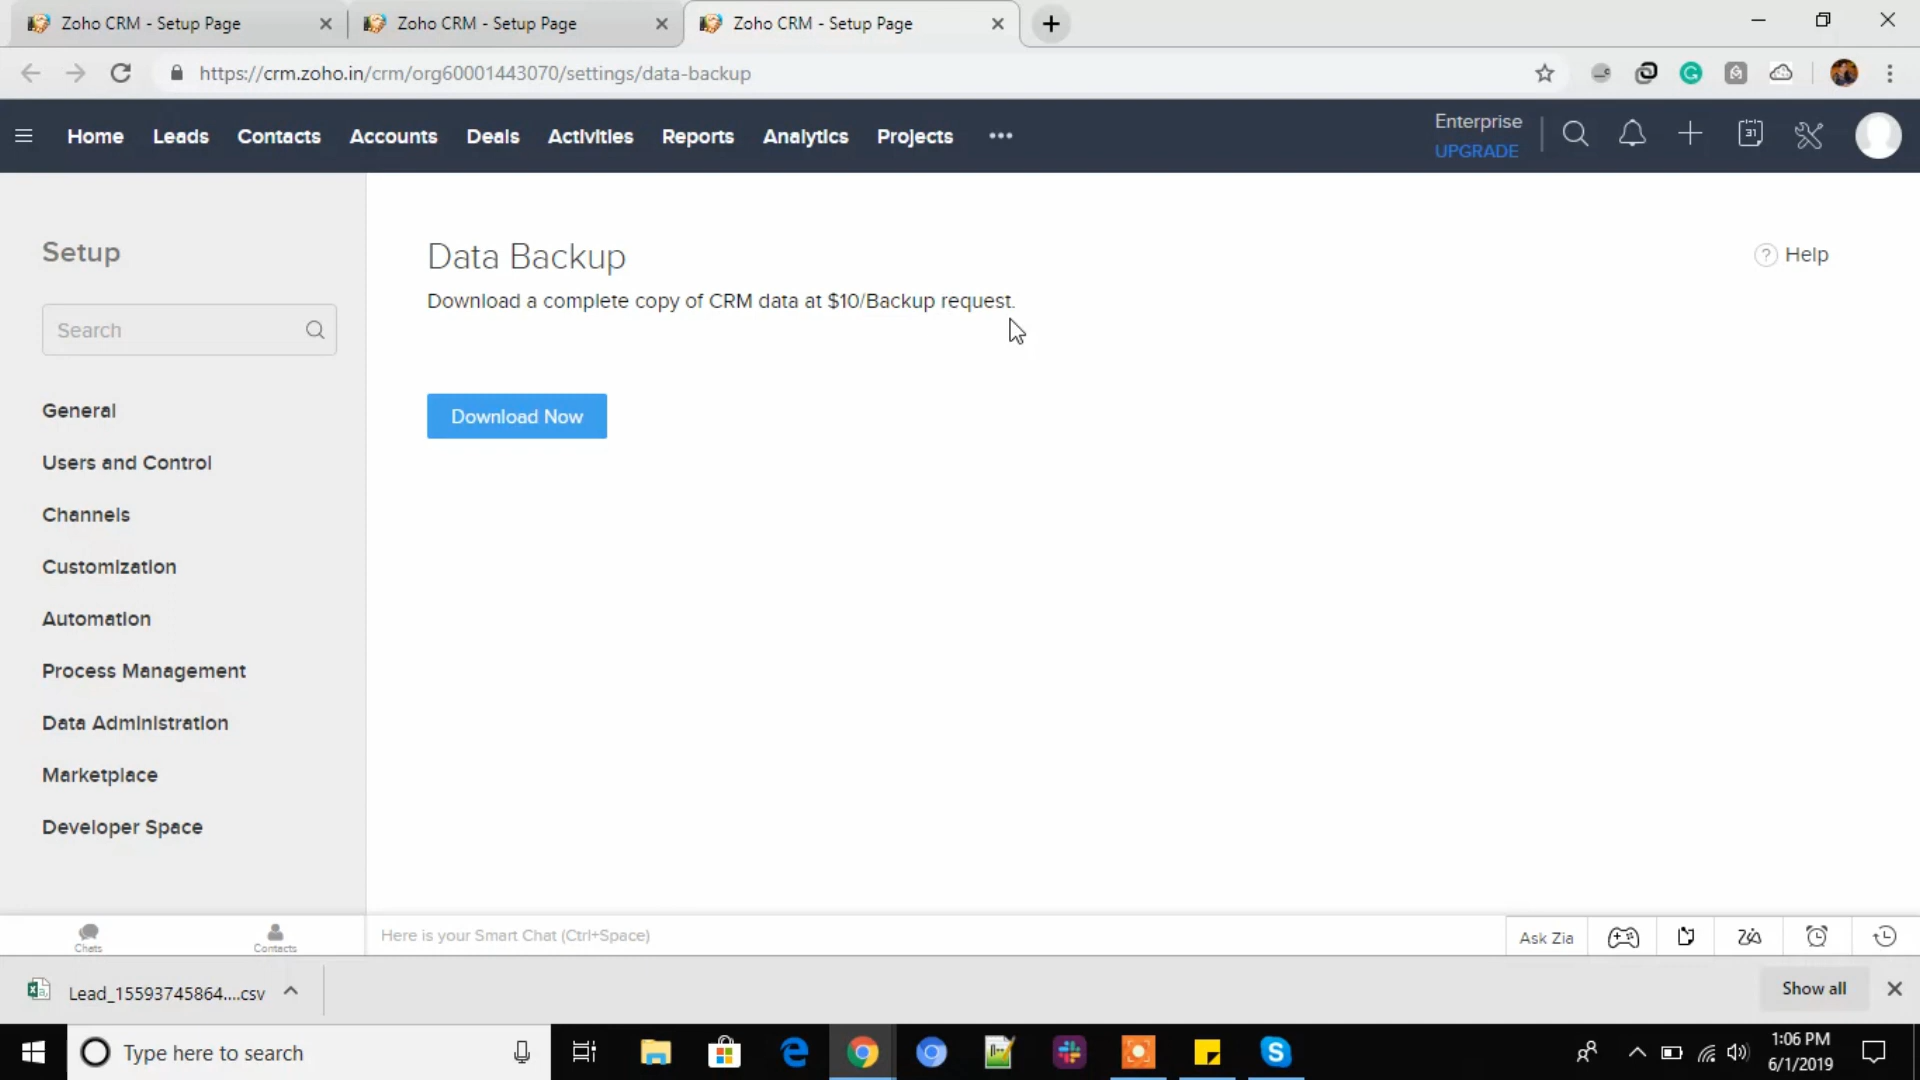 Zoho CRM - Setup Page
Zoho CRM - Setup Page
Zoho CRM - Setup Page
https://crm.zoho.in/crm/org60001443070/settings/data-backup
Home Leads Contacts Accounts Deals Activities Reports Analytics Projects
Enterprise
UPGRADE
31
Setup
Search
General
Users and Control
Channels
Customization
Automation
Process Management
Data Administration
Marketplace
Developer Space
Data Backup
Download a complete copy of CRM data at $10/Backup request.
Help
Download Now
Chats
Contacts
Here is your Smart Chat (Ctrl+Space)
Ask Zia
Lead_15593745864....csv
Show all
Type here to search
1:06 PM
6/1/2019